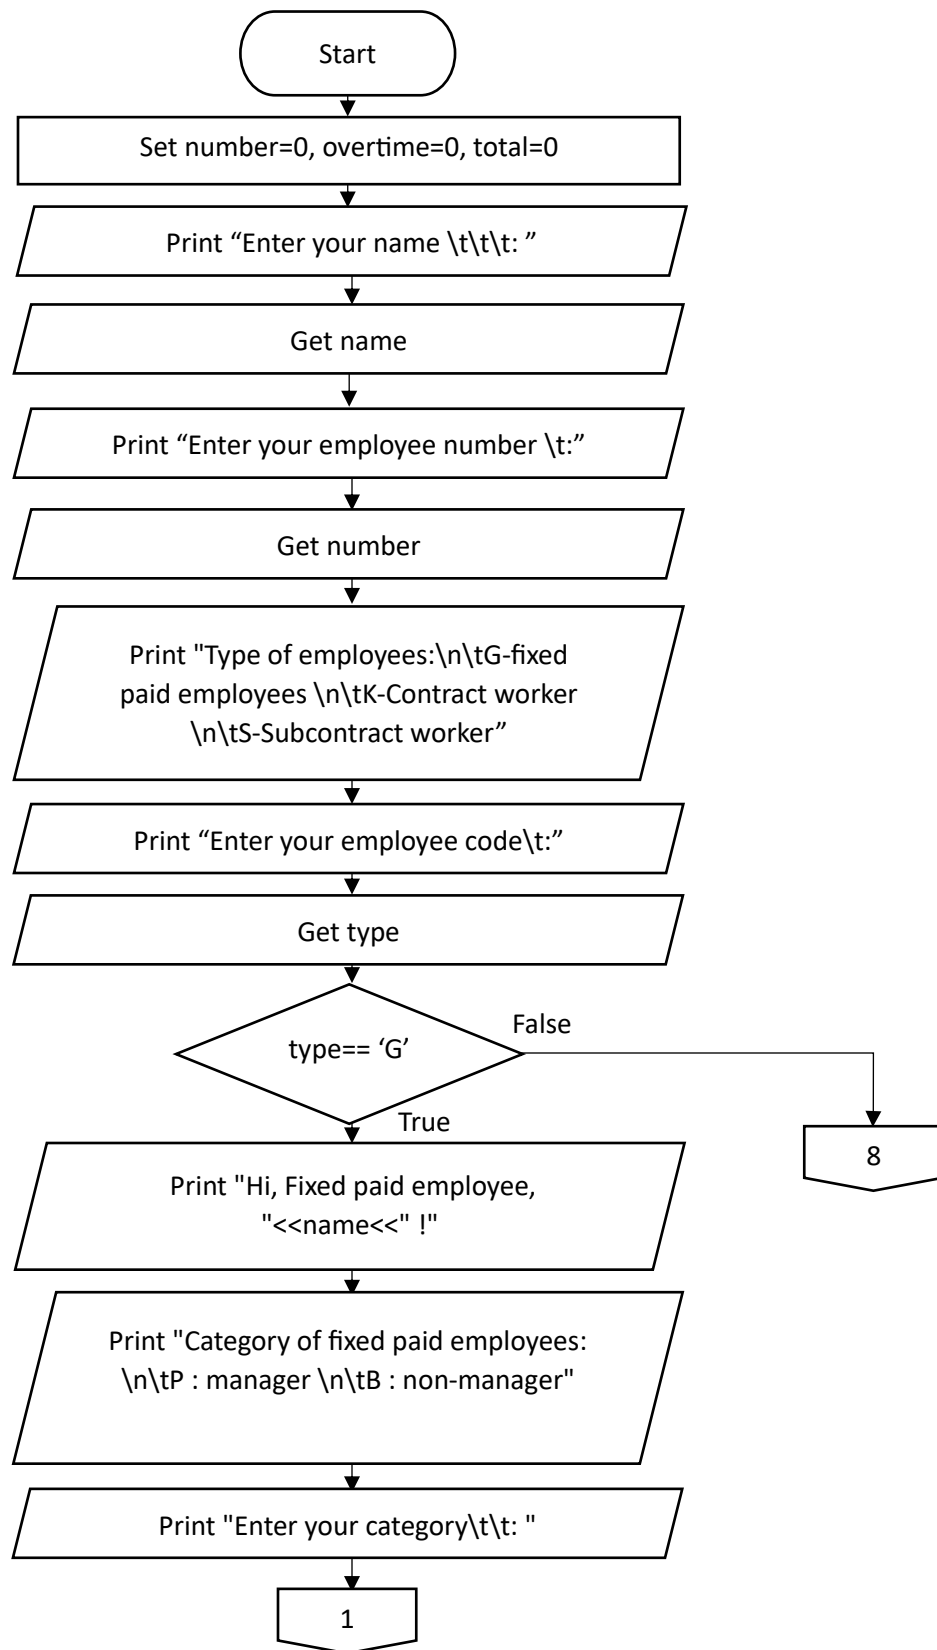 Start
Set number=0, overtime=0, total=0
Print “Enter your name \t\t\t: ”
Get name
Print “Enter your employee number \t:”
Get number
Print "Type of employees:\n\tG-fixed
paid employees \n\tK-Contract worker
\n\tS-Subcontract worker”
Print “Enter your employee code\t:”
Get type
type== ‘G’
False
True
8
Print "Hi, Fixed paid employee,
"<<name<<" !"
Print "Category of fixed paid employees:
\n\tP : manager \n\tB : non-manager"
Print "Enter your category\t\t: "
1